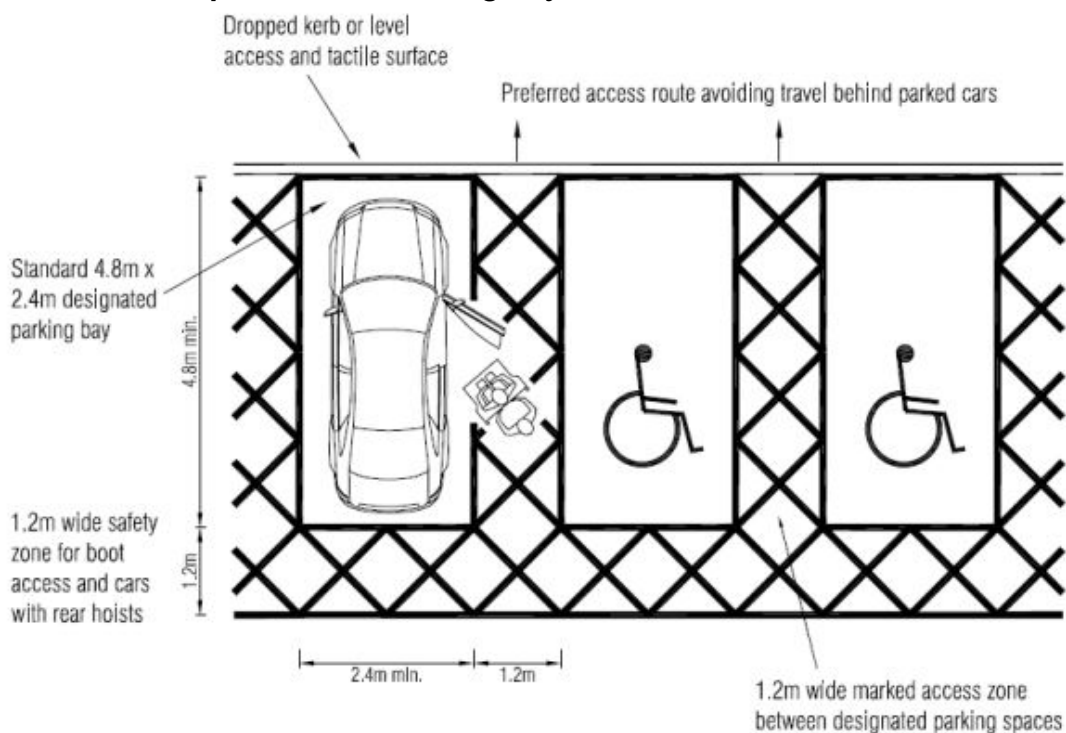 Dropped kerb or level
access and tactile surface
Preferred access route avoiding travel behind parked cars
Standard 4.8m x
2.4m designated
parking bay
4.8m min.
1.2m wide safety
zone for boot
access and cars
with rear hoists
1.2m
2.4m min.
1.2m
1.2m wide marked access zone
between designated parking spaces